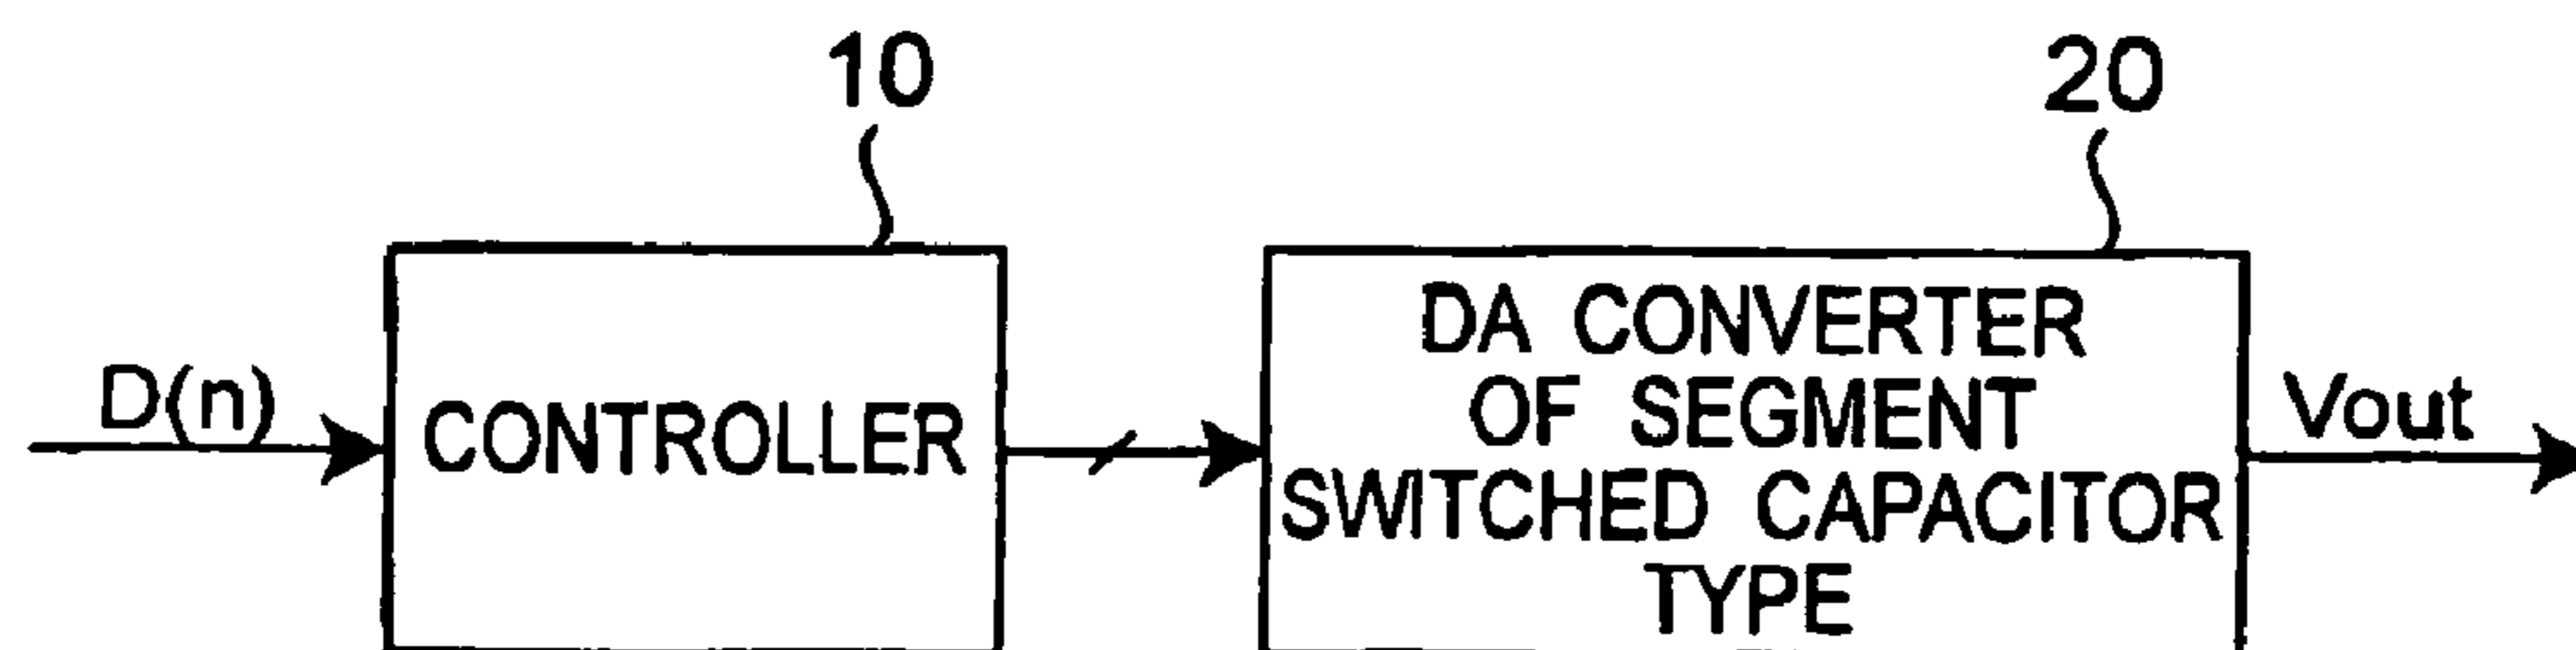 10
20
D(n)
CONTROLLER
DA CONVERTER
OF SEGMENT
SWITCHED CAPACITOR
TYPE
Vout